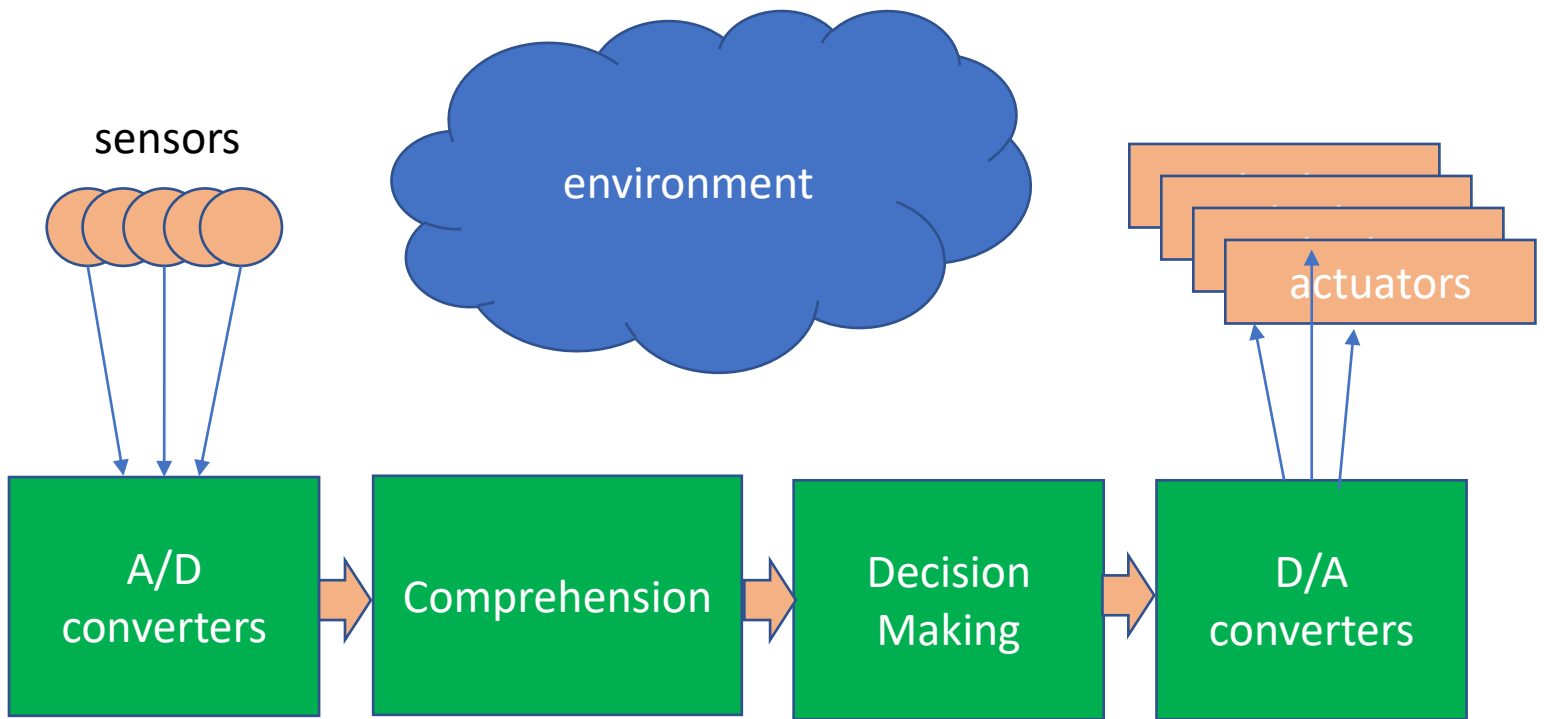 sensors
environment
actuators
A/D
converters
Comprehension
Decision
Making
D/A
converters